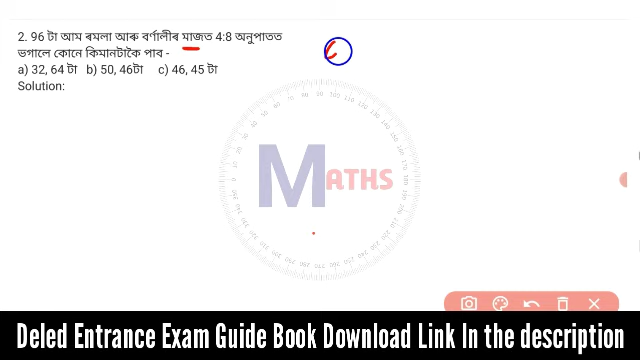 2. 96 টা আম ৰমলা আৰু বৰ্ণালীৰ মাজত 4:8 অনুপাতত
ভগালে কোনে কিমানটাকৈ পাব -
a) 32, 64 টা b) 50, 46টা c) 46, 45 টা
Solution:
MATHS
Deled Entrance Exam Guide Book Download Link In the description